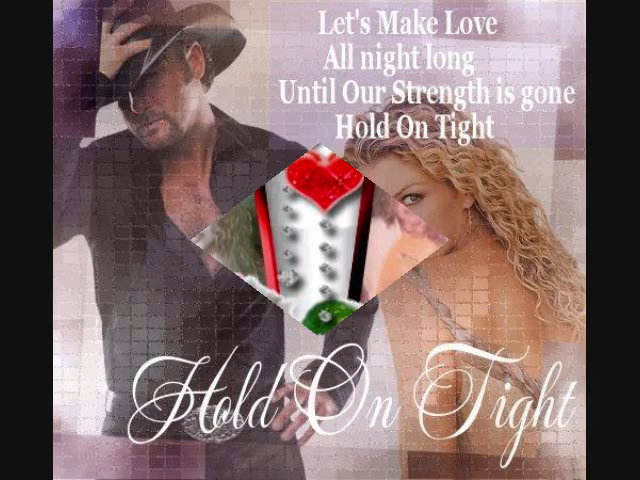 Let's Make Love
All night long
Until Our Strength is gone
Hold On Tight
Hold On Tight